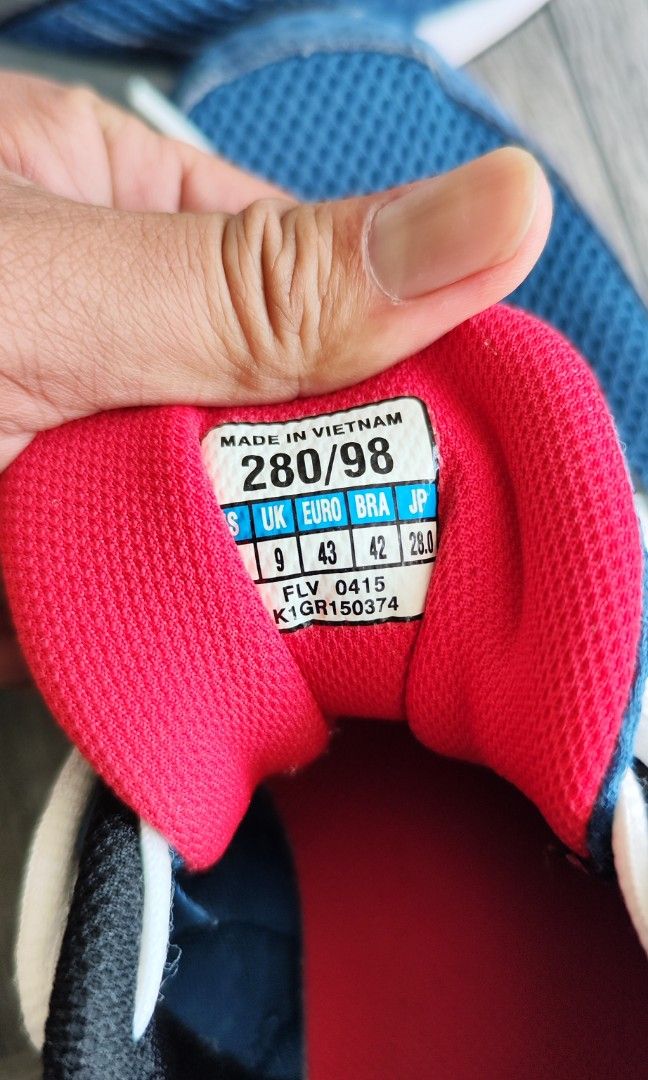 MADE IN VIETNAM
280/98
S UK EURO BRA JP
9 43 42 28.0
FLV 0415
K1GR150374